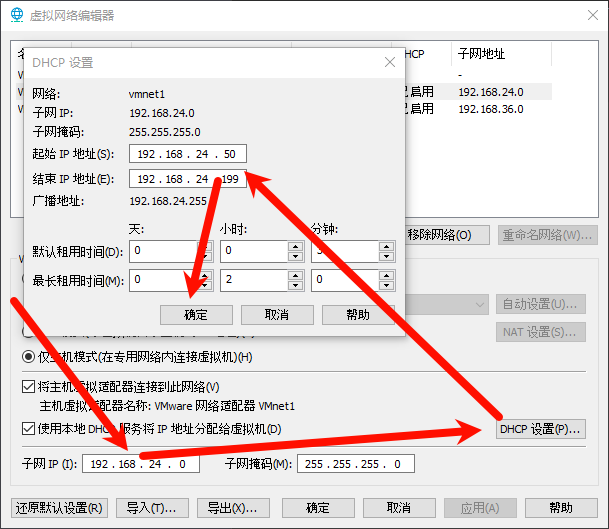 虚拟网络编辑器
DHCP 设置
网络: vmnet1
子网 IP: 192.168.24.0
子网掩码: 255.255.255.0
起始 IP 地址(S): 192 . 168 . 24 . 50
结束 IP 地址(E): 192 . 168 . 24 . 199
广播地址: 192.168.24.255
天: 小时: 分钟:
默认租用时间(D): 0 0
最长租用时间(M): 0 2 0
确定 取消 帮助
子网地址
-
启用 192.168.24.0
启用 192.168.36.0
移除网络(O) 重命名网络(W)...
自动设置(U)...
NAT 设置(S)...
仅主机模式(在专用网络内连接虚拟机)(H)
将主机虚拟适配器连接到此网络(V)
主机虚拟适配器名称: VMware 网络适配器 VMnet1
使用本地 DHCP 服务将 IP 地址分配给虚拟机(D) DHCP 设置(P)...
子网 IP (I): 192 . 168 . 24 . 0 子网掩码(M): 255 . 255 . 255 . 0
还原默认设置(R) 导入(T)... 导出(X)... 确定 取消 应用(A) 帮助